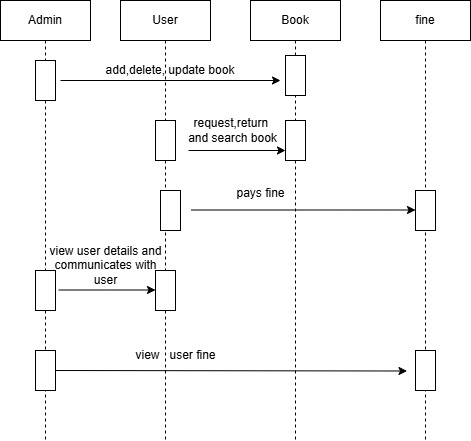 Admin
User
Book
fine
add,delete, update book
request,return
and search book
pays fine
view user details and
communicates with
user
view user fine